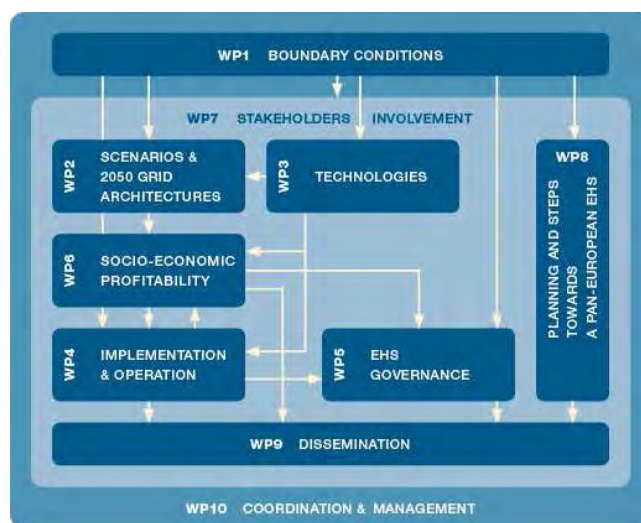 WP1 BOUNDARY CONDITIONS
WP7 STAKEHOLDERS INVOLVEMENT
WP2
SCENARIOS &
2050 GRID
ARCHITECTURES
WP3
TECHNOLOGIES
WP8
PLANNING AND STEPS
TOWARDS
A PAN-EUROPEAN EHS
WP6
SOCIO-ECONOMIC
PROFITABILITY
WP4
IMPLEMENTATION
& OPERATION
WP5
EHS
GOVERNANCE
WP9 DISSEMINATION
WP10 COORDINATION & MANAGEMENT